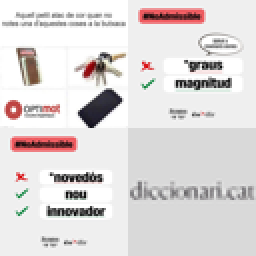 Aquell petit atac de cor quan no
notes una d'aquestes coses a la butxaca
optimot
#NoAdmissible
*graus
magnitud
#NoAdmissible
*novedós
nou
innovador
diccionari.cat